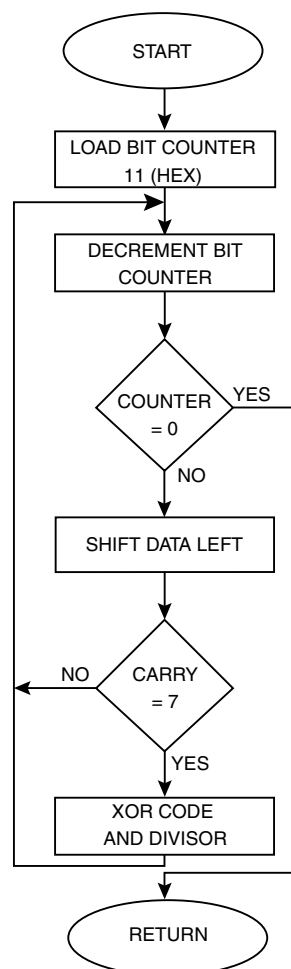 START
LOAD BIT COUNTER
11 (HEX)
DECREMENT BIT
COUNTER
COUNTER
= 0
YES
NO
SHIFT DATA LEFT
CARRY
= 7
NO
YES
XOR CODE
AND DIVISOR
RETURN